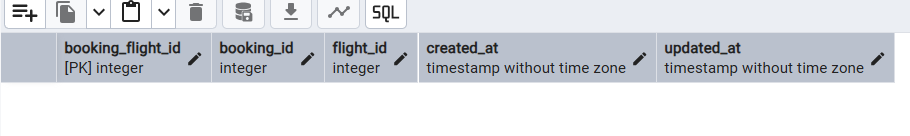 SQL
booking_flight_id booking_id flight_id created_at updated_at
[PK] integer integer integer timestamp without time zone timestamp without time zone